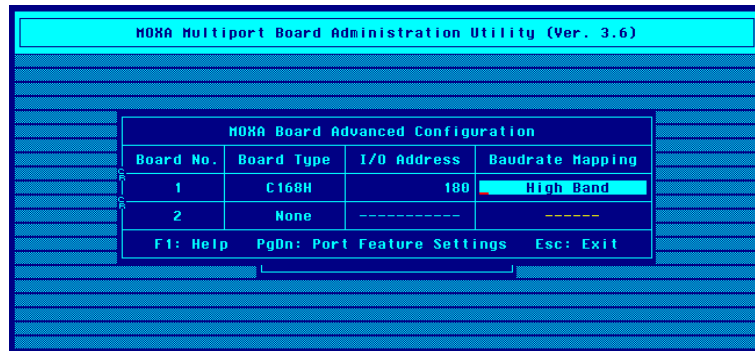 MOXA Multiport Board Administration Utility (Ver. 3.6)
MOXA Board Advanced Configuration
Board No. Board Type I/O Address Baudrate Mapping
1 C168H 180 High Band
2 None ----------- ------
F1: Help PgDn: Port Feature Settings Esc: Exit